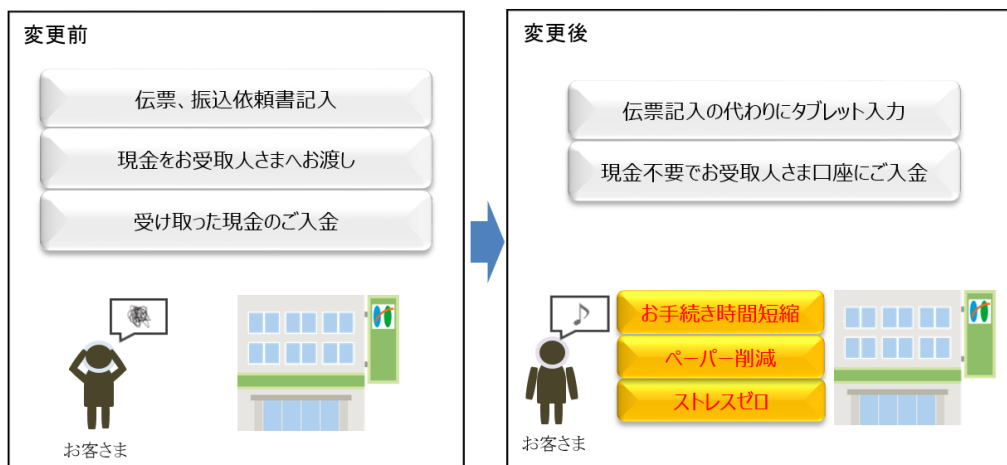 変更前
伝票、振込依頼書記入
現金をお受取人さまへお渡し
受け取った現金のご入金
お客さま
変更後
伝票記入の代わりにタブレット入力
現金不要でお受取人さま口座にご入金
お手続き時間短縮
ペーパー削減
ストレスゼロ
お客さま